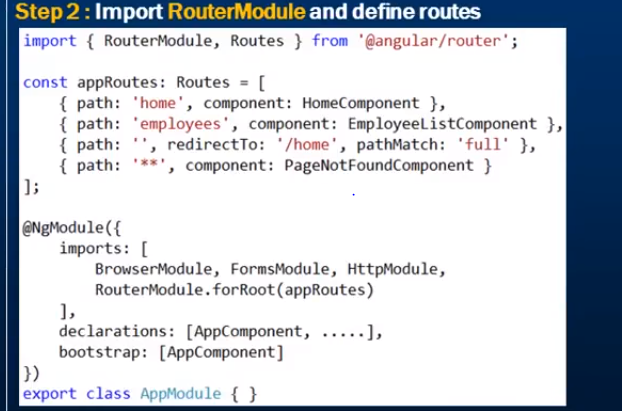 Step 2 : Import RouterModule and define routes
import { RouterModule, Routes } from '@angular/router';
const appRoutes: Routes = [
    { path: 'home', component: HomeComponent },
    { path: 'employees', component: EmployeeListComponent },
    { path: '', redirectTo: '/home', pathMatch: 'full' },
    { path: '**', component: PageNotFoundComponent }
];
@NgModule({
    imports: [
        BrowserModule, FormsModule, HttpModule,
        RouterModule.forRoot(appRoutes)
    ],
    declarations: [AppComponent, .....],
    bootstrap: [AppComponent]
})
export class AppModule { }